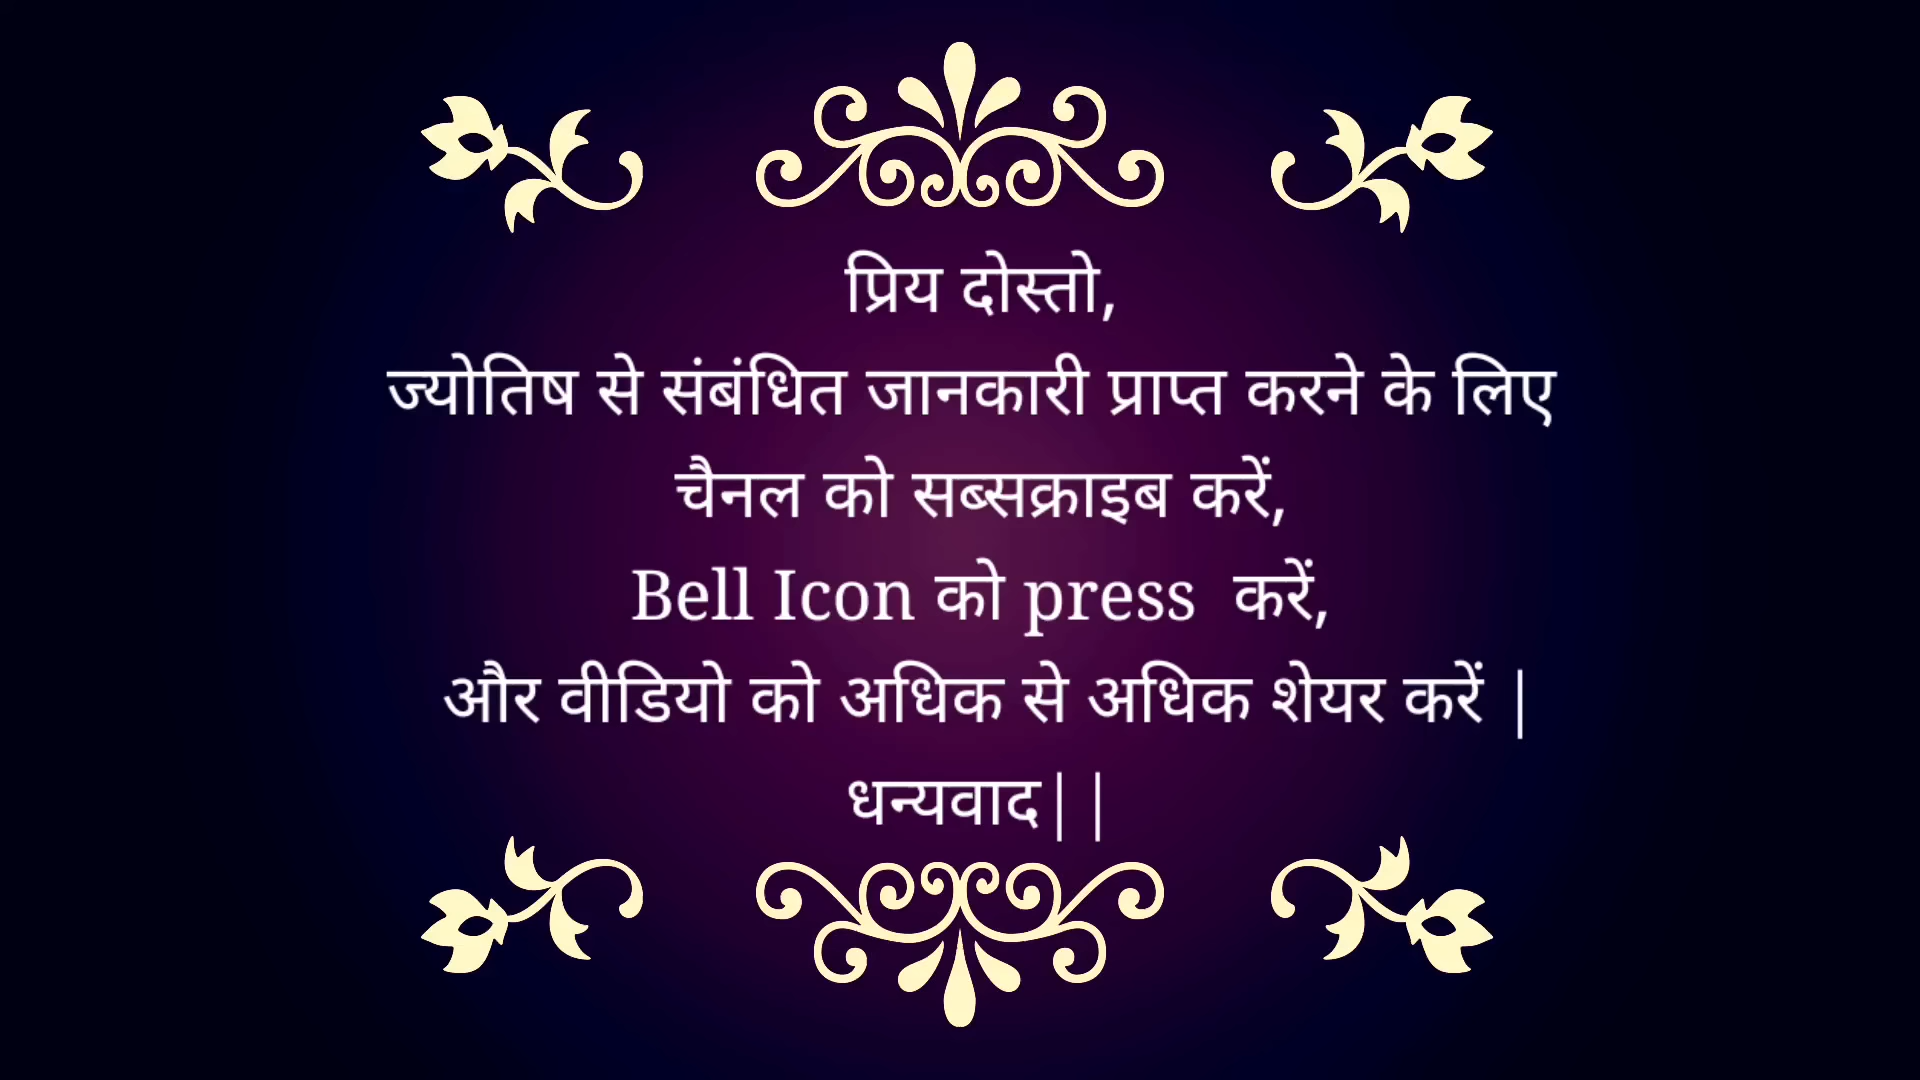 प्रिय दोस्तो,
ज्योतिष से संबंधित जानकारी प्राप्त करने के लिए
चैनल को सब्सक्राइब करें,
Bell Icon को press  करें,
और वीडियो को अधिक से अधिक शेयर करें |
धन्यवाद||